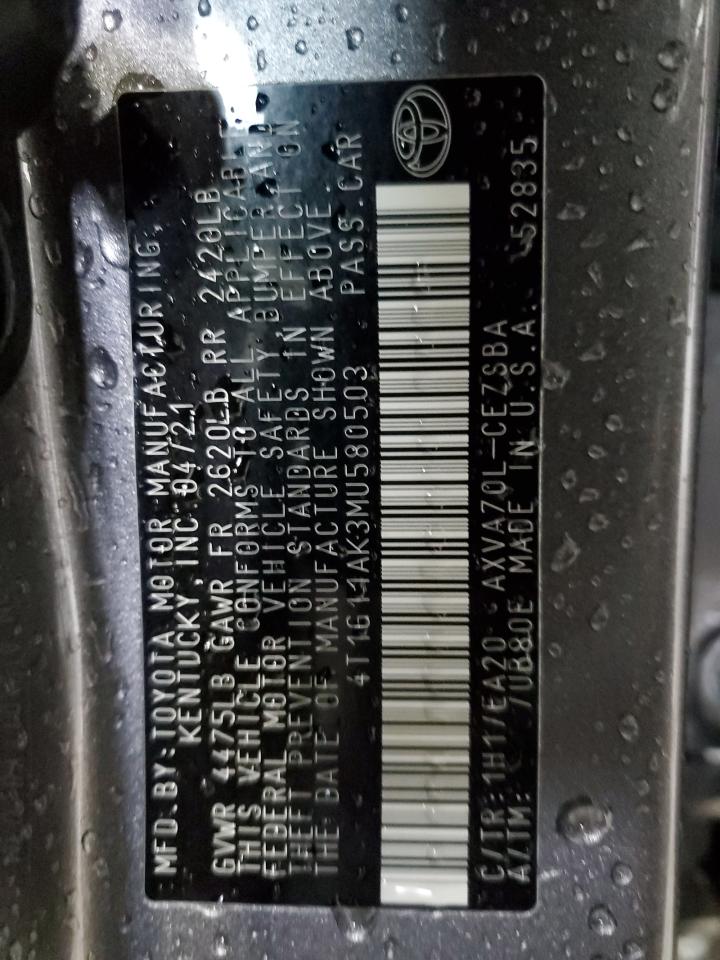 MFD. BY: TOYOTA MOTOR MANUFACTURING,
KENTUCKY, INC. 04/21
GVWR 4475LB GAWR FR 2620LB RR 2420LB
THIS VEHICLE CONFORMS TO ALL
FEDERAL MOTOR VEHICLE SAFETY, BUMPER, AND
THEFT PREVENTION STANDARDS IN EFFECT ON
THE DATE OF MANUFACTURE SHOWN ABOVE.
4T1G11AK3MU580503 PASS. CAR
C/TR: 1H1/EA20 AXVA70L-CEZSBA
A/TM: /UB80E MADE IN U.S.A. 52835